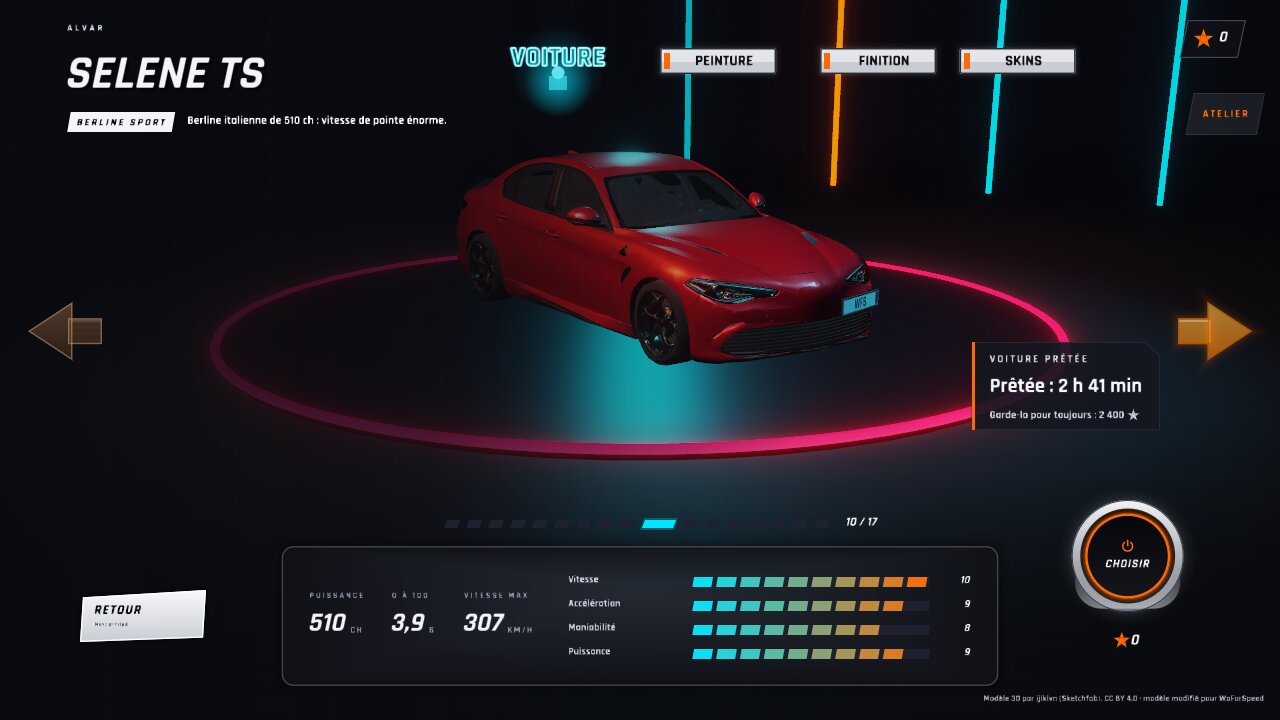 ALVAR
SELENE TS
BERLINE SPORT
Berline italienne de 510 ch : vitesse de pointe énorme.
VOITURE
PEINTURE
FINITION
SKINS
0
ATELIER
WFS
VOITURE PRÊTÉE
Prêtée : 2 h 41 min
Garde-la pour toujours : 2 400 ★
10 / 17
PUISSANCE
510 CH
0 À 100
3,9 S
VITESSE MAX
307 KM/H
Vitesse 10
Accélération 9
Maniabilité 8
Puissance 9
CHOISIR
★0
RETOUR
Menu principal
Modèle 3D par ijiklvn (Sketchfab), CC BY 4.0 · modèle modifié pour WoForSpeed